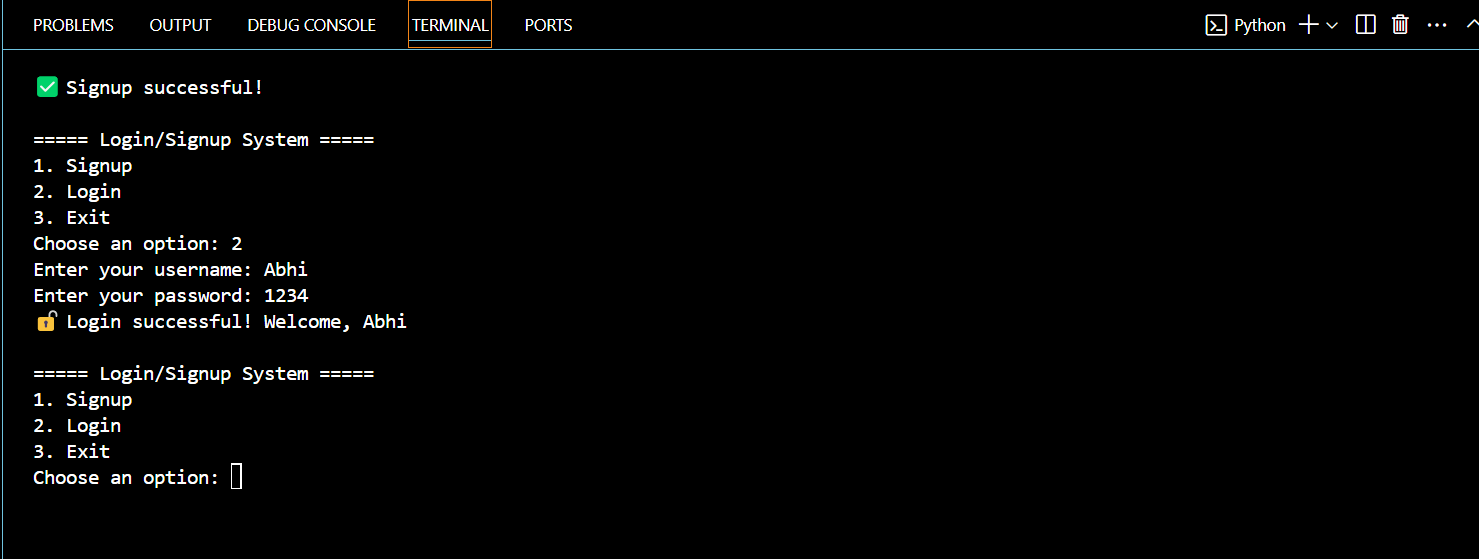 PROBLEMS OUTPUT DEBUG CONSOLE TERMINAL PORTS Python
✅ Signup successful!
===== Login/Signup System =====
1. Signup
2. Login
3. Exit
Choose an option: 2
Enter your username: Abhi
Enter your password: 1234
🔓 Login successful! Welcome, Abhi
===== Login/Signup System =====
1. Signup
2. Login
3. Exit
Choose an option: